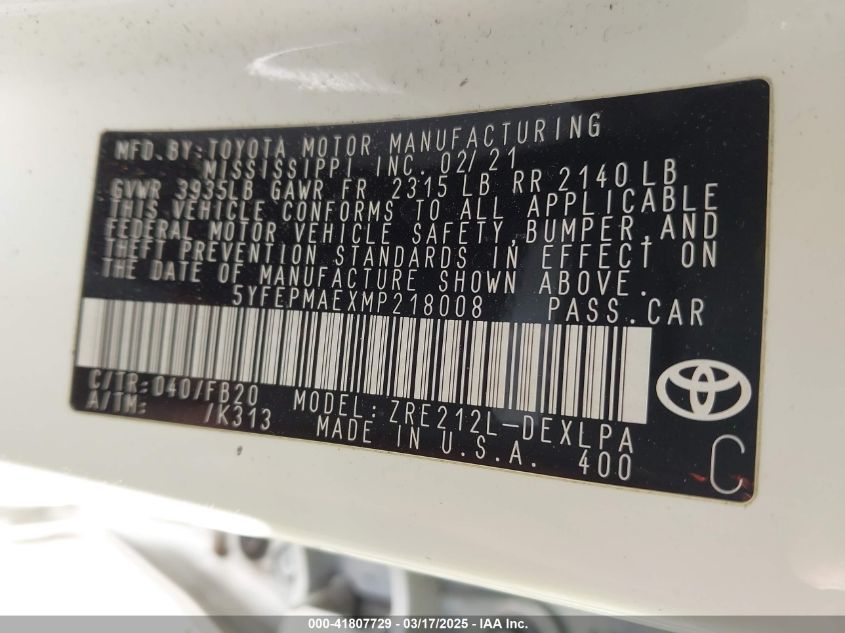 MFD.BY:TOYOTA MOTOR MANUFACTURING
MISSISSIPPI INC. 02/21
GVWR 3935LB GAWR FR 2315 LB RR 2140 LB
THIS VEHICLE CONFORMS TO ALL APPLICABLE
FEDERAL MOTOR VEHICLE SAFETY,BUMPER,AND
THEFT PREVENTION STANDARDS IN EFFECT ON
THE DATE OF MANUFACTURE SHOWN ABOVE.
5YFEPMAEXMP218008 PASS.CAR
C/TR:040/FB20 MODEL: ZRE212L-DEXLPA
A/TM: /K313 MADE IN U.S.A. 400
C
000-41807729 - 03/17/2025 - IAA Inc.